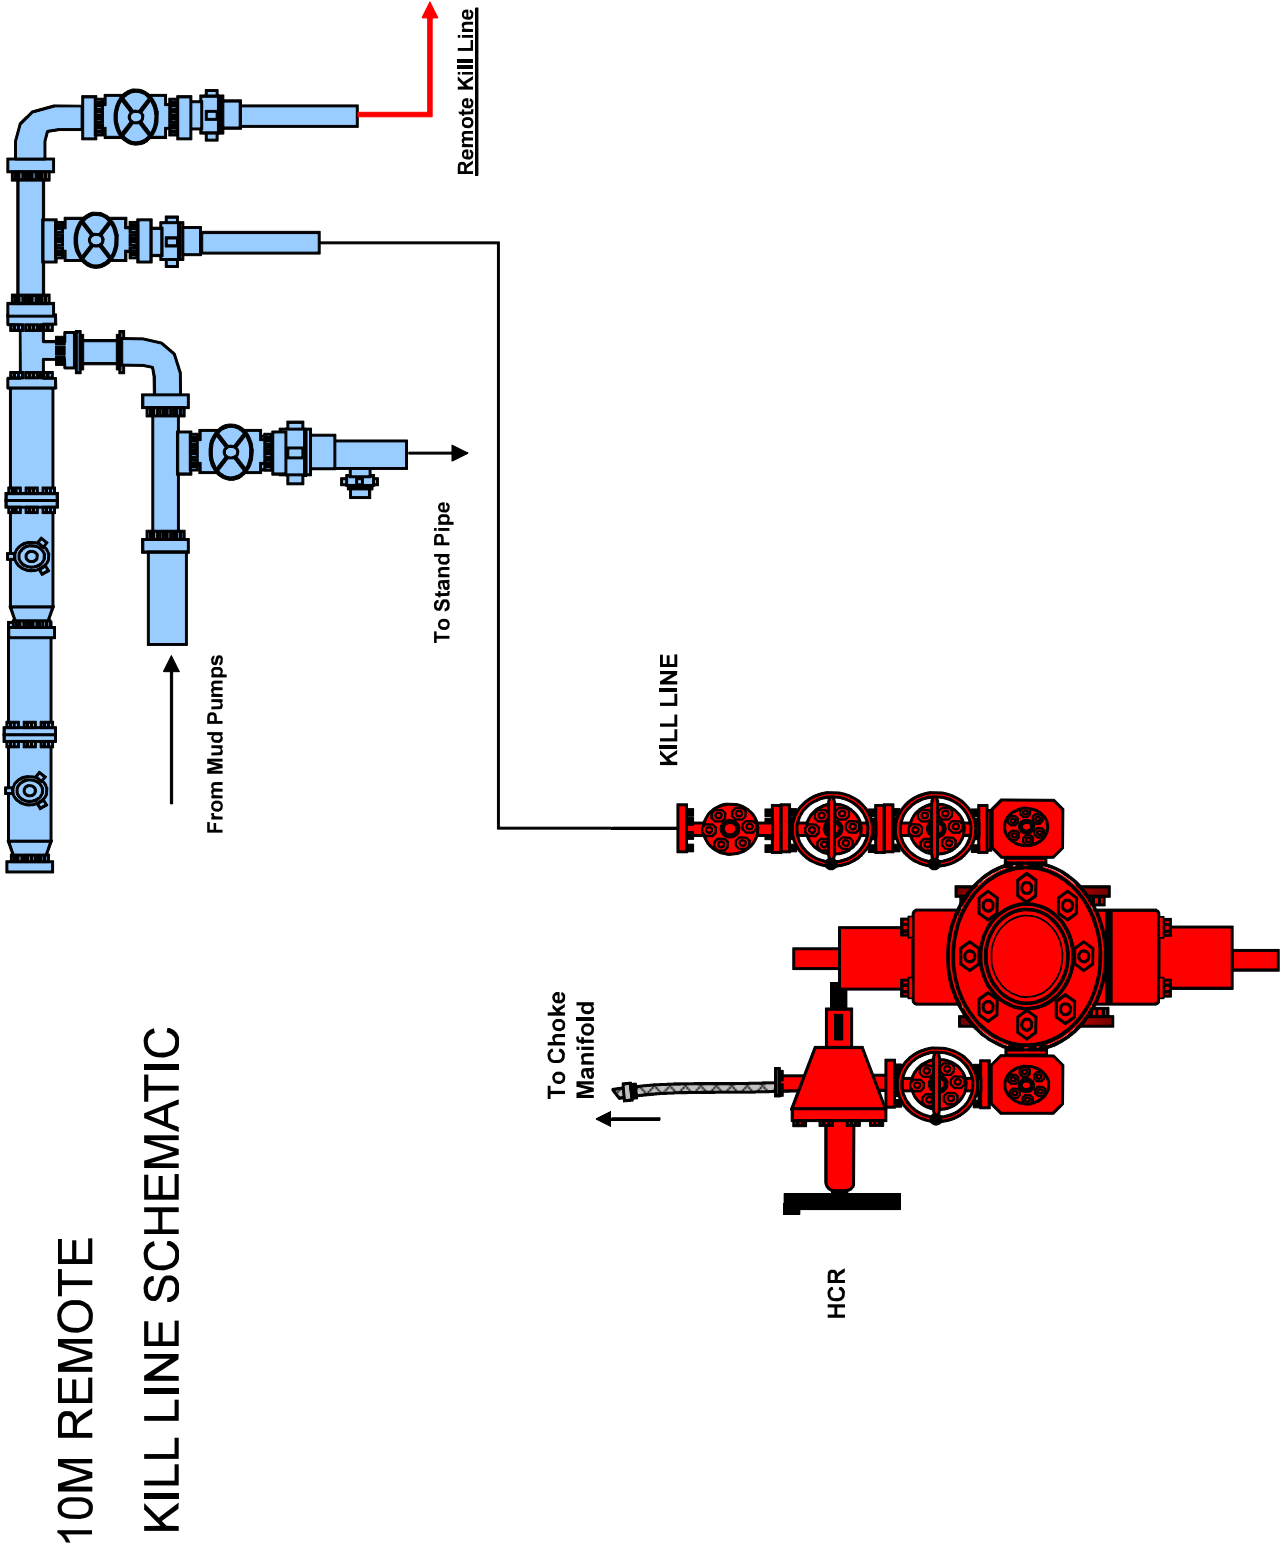 10M REMOTE
KILL LINE SCHEMATIC
From Mud Pumps
To Stand Pipe
Remote Kill Line
KILL LINE
To Choke
Manifold
HCR